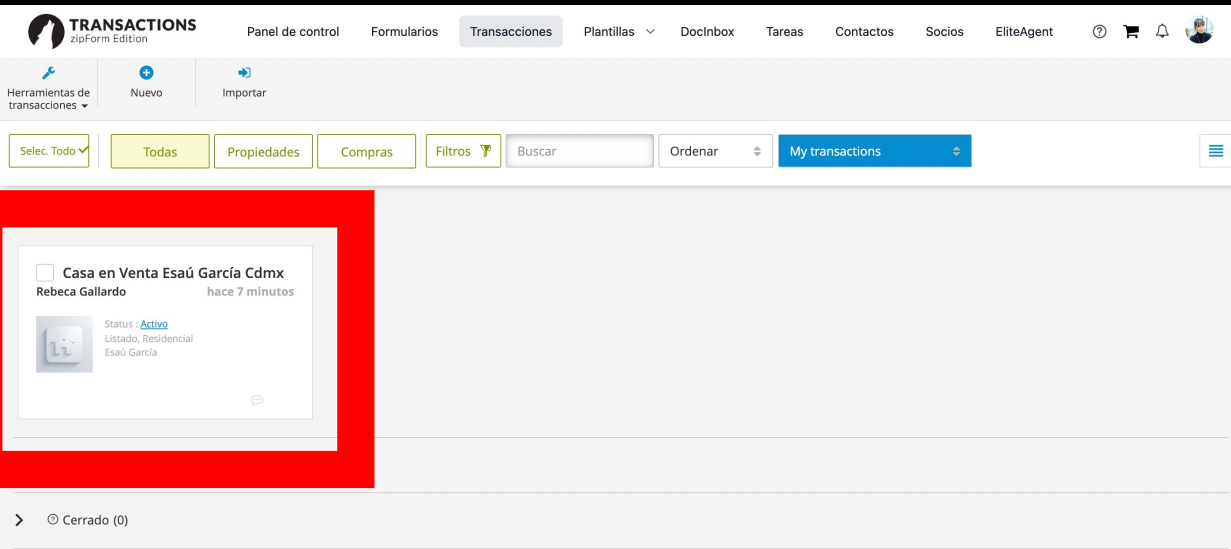 TRANSACTIONS
zipForm Edition
Panel de control
Formularios
Transacciones
Plantillas
DocInbox
Tareas
Contactos
Socios
EliteAgent
Herramientas de
transacciones
Nuevo
Importar
Selec. Todo
Todas
Propiedades
Compras
Filtros
Buscar
Ordenar
My transactions
Casa en Venta Esaú García Cdmx
Rebeca Gallardo
hace 7 minutos
Status : Activo
Listado, Residencial
Esaú García
Cerrado (0)